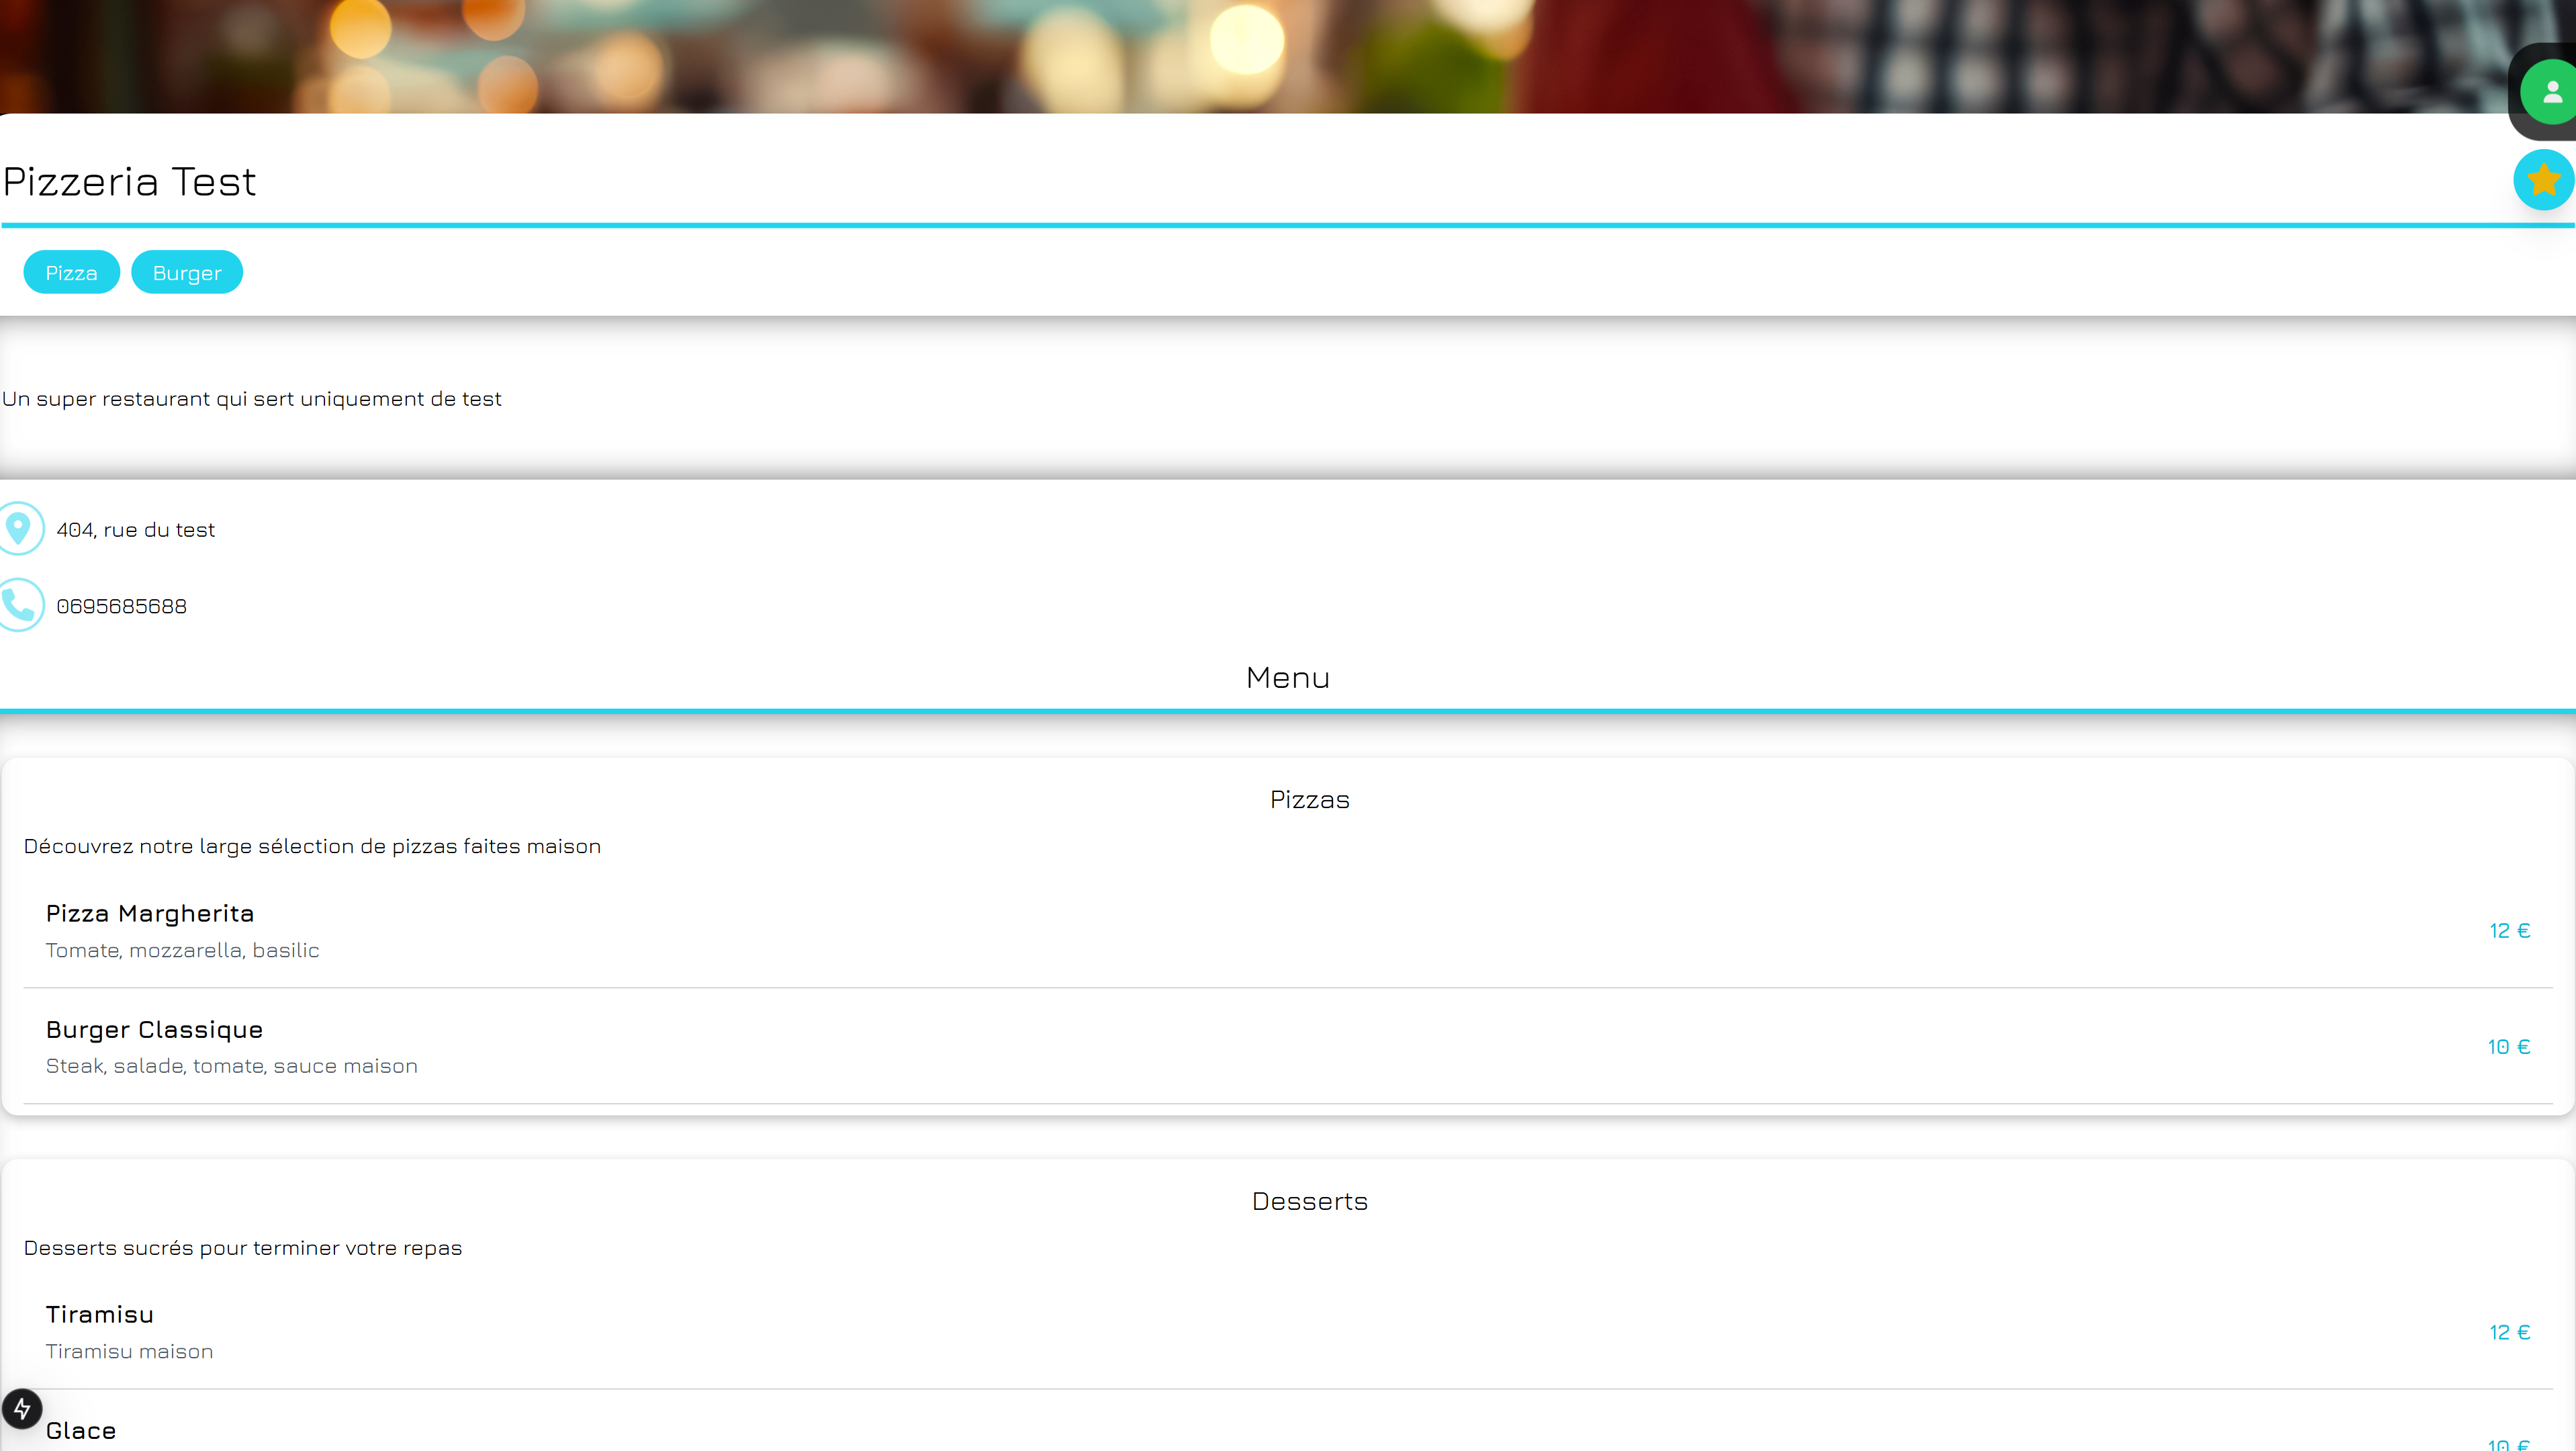 Pizzeria Test
Pizza Burger
Un super restaurant qui sert uniquement de test
404, rue du test
0695685688
Menu
Pizzas
Découvrez notre large sélection de pizzas faites maison
Pizza Margherita
Tomate, mozzarella, basilic
12 €
Burger Classique
Steak, salade, tomate, sauce maison
10 €
Desserts
Desserts sucrés pour terminer votre repas
Tiramisu
Tiramisu maison
12 €
Glace
10 €